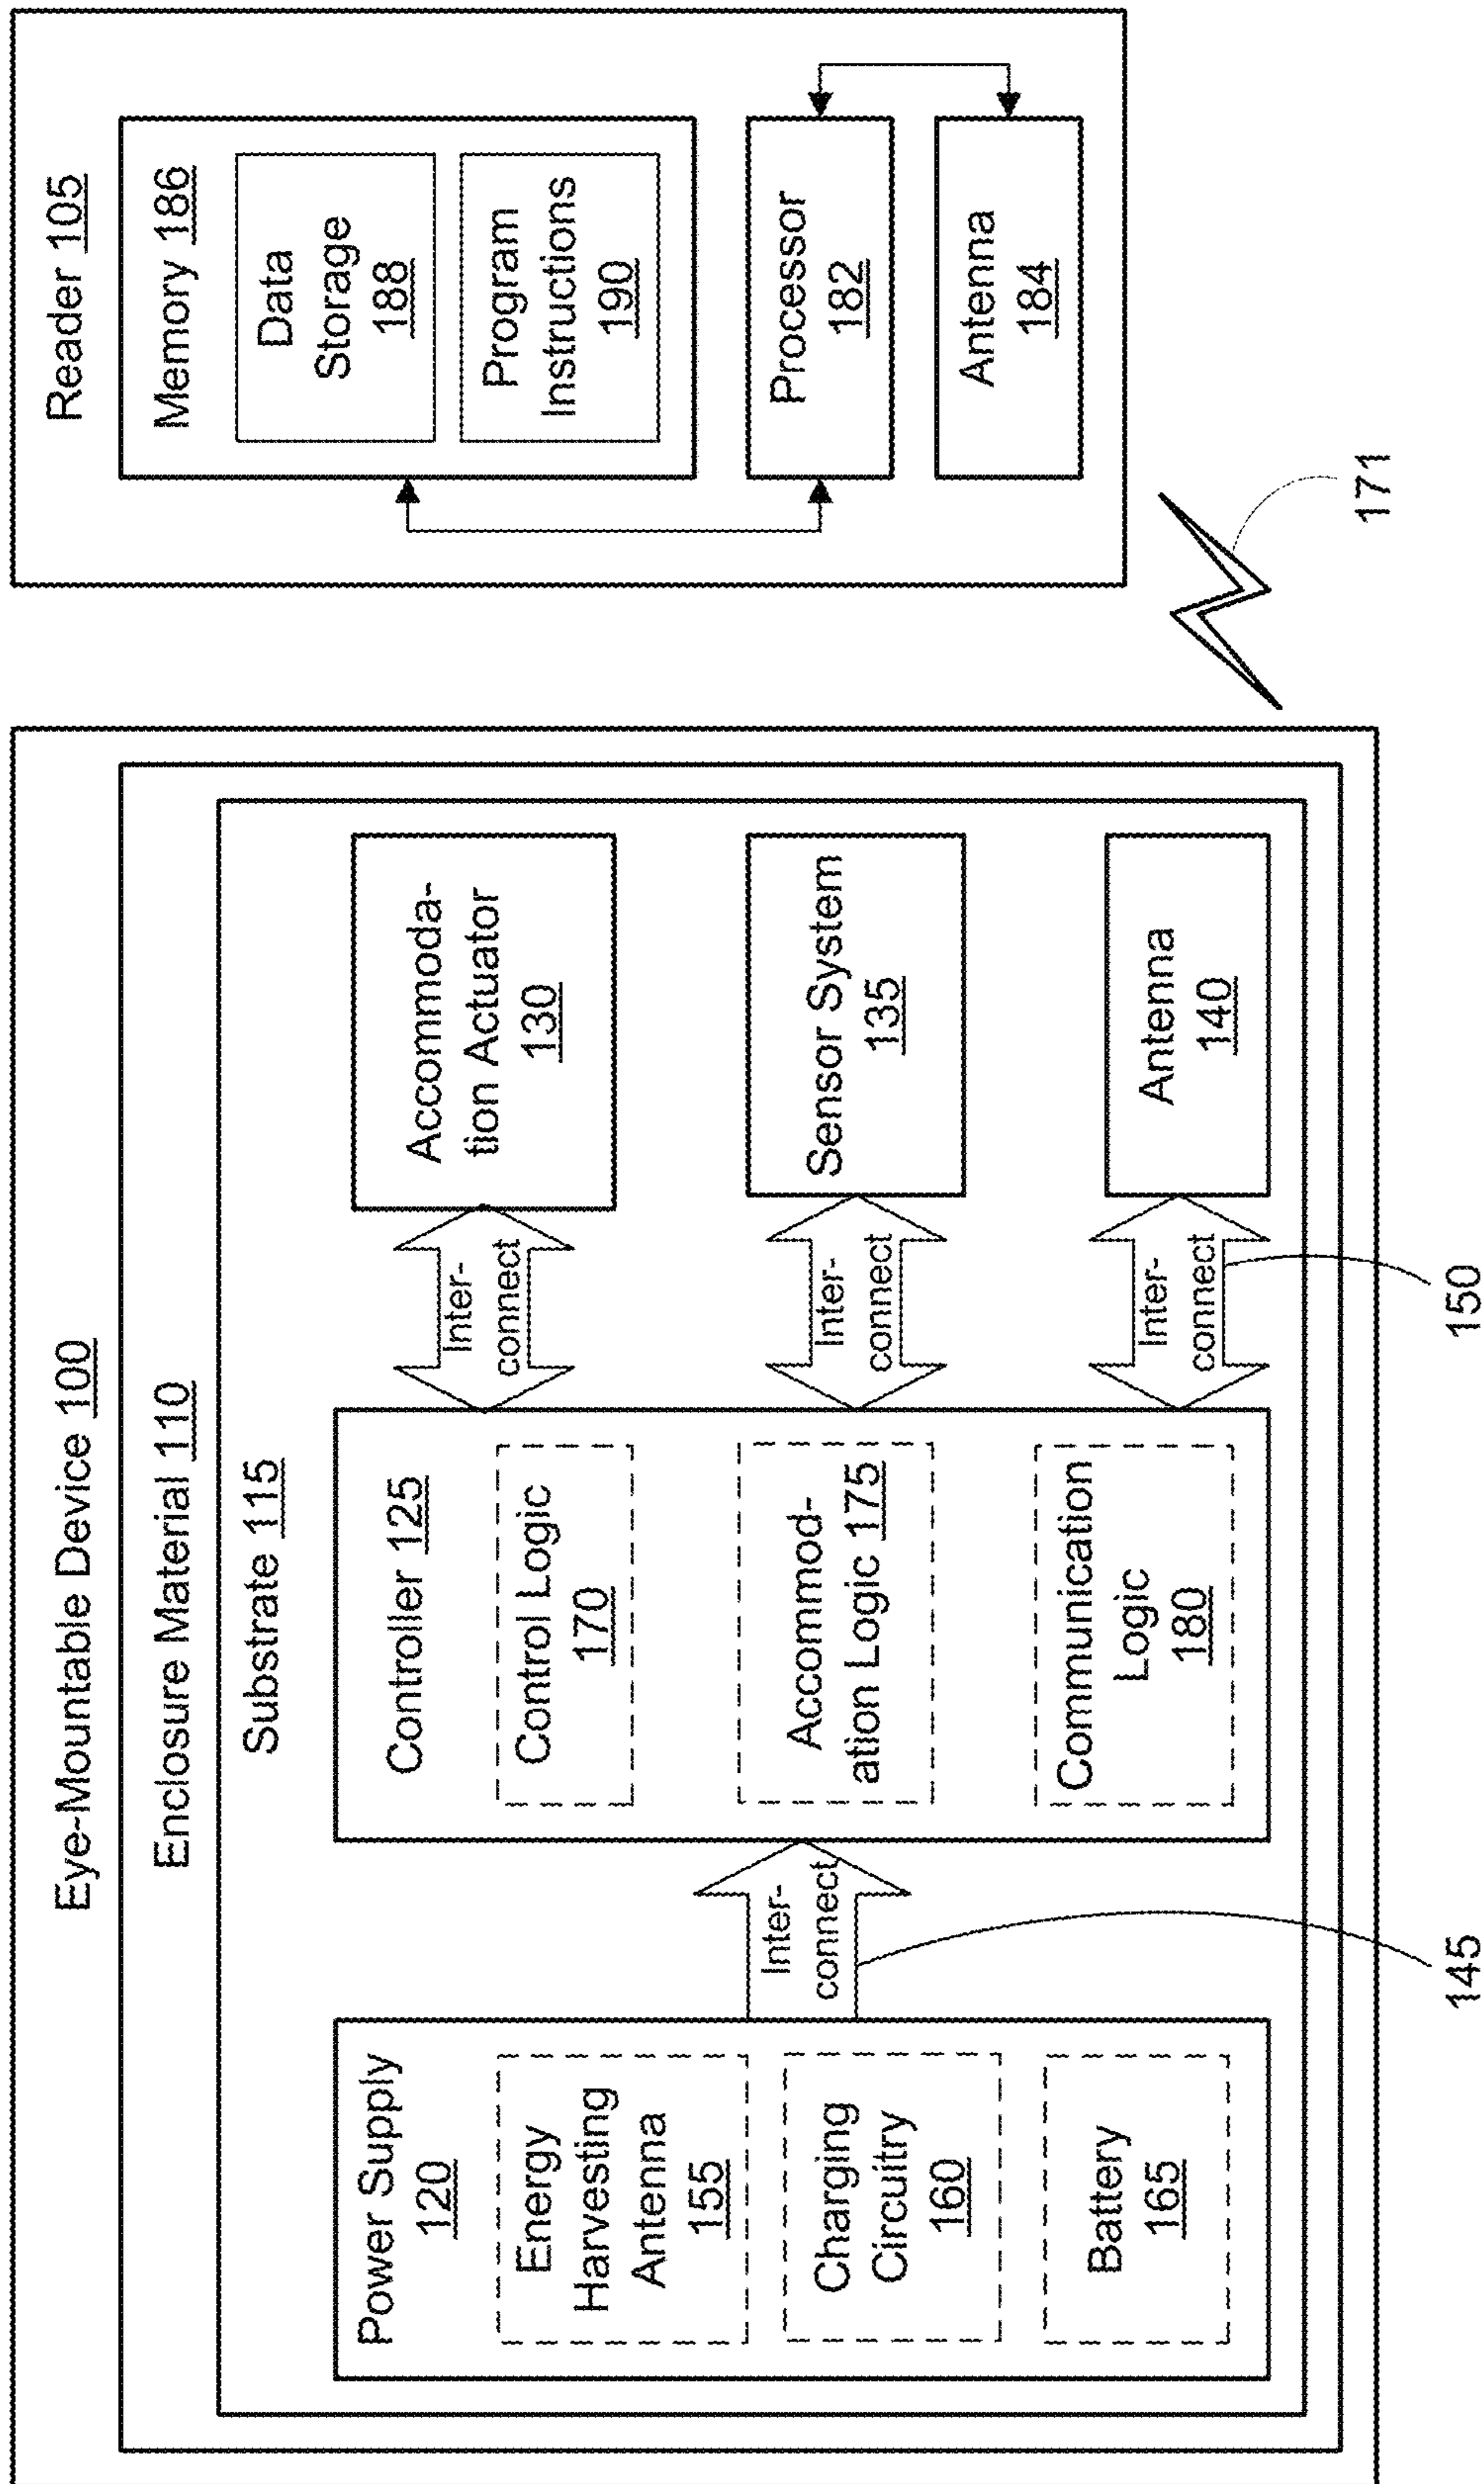 Eye-Mountable Device 100
Enclosure Material 110
Substrate 115
Power Supply
120
Energy
Harvesting
Antenna
155
Charging
Circuitry
160
Battery
165
Inter-
connect
145
Controller 125
Control Logic
170
Accommod-
ation Logic 175
Communication
Logic
180
Inter-
connect
Inter-
connect
Inter-
connect
150
Accommoda-
tion Actuator
130
Sensor System
135
Antenna
140
171
Reader 105
Memory 186
Data
Storage
188
Program
Instructions
190
Processor
182
Antenna
184